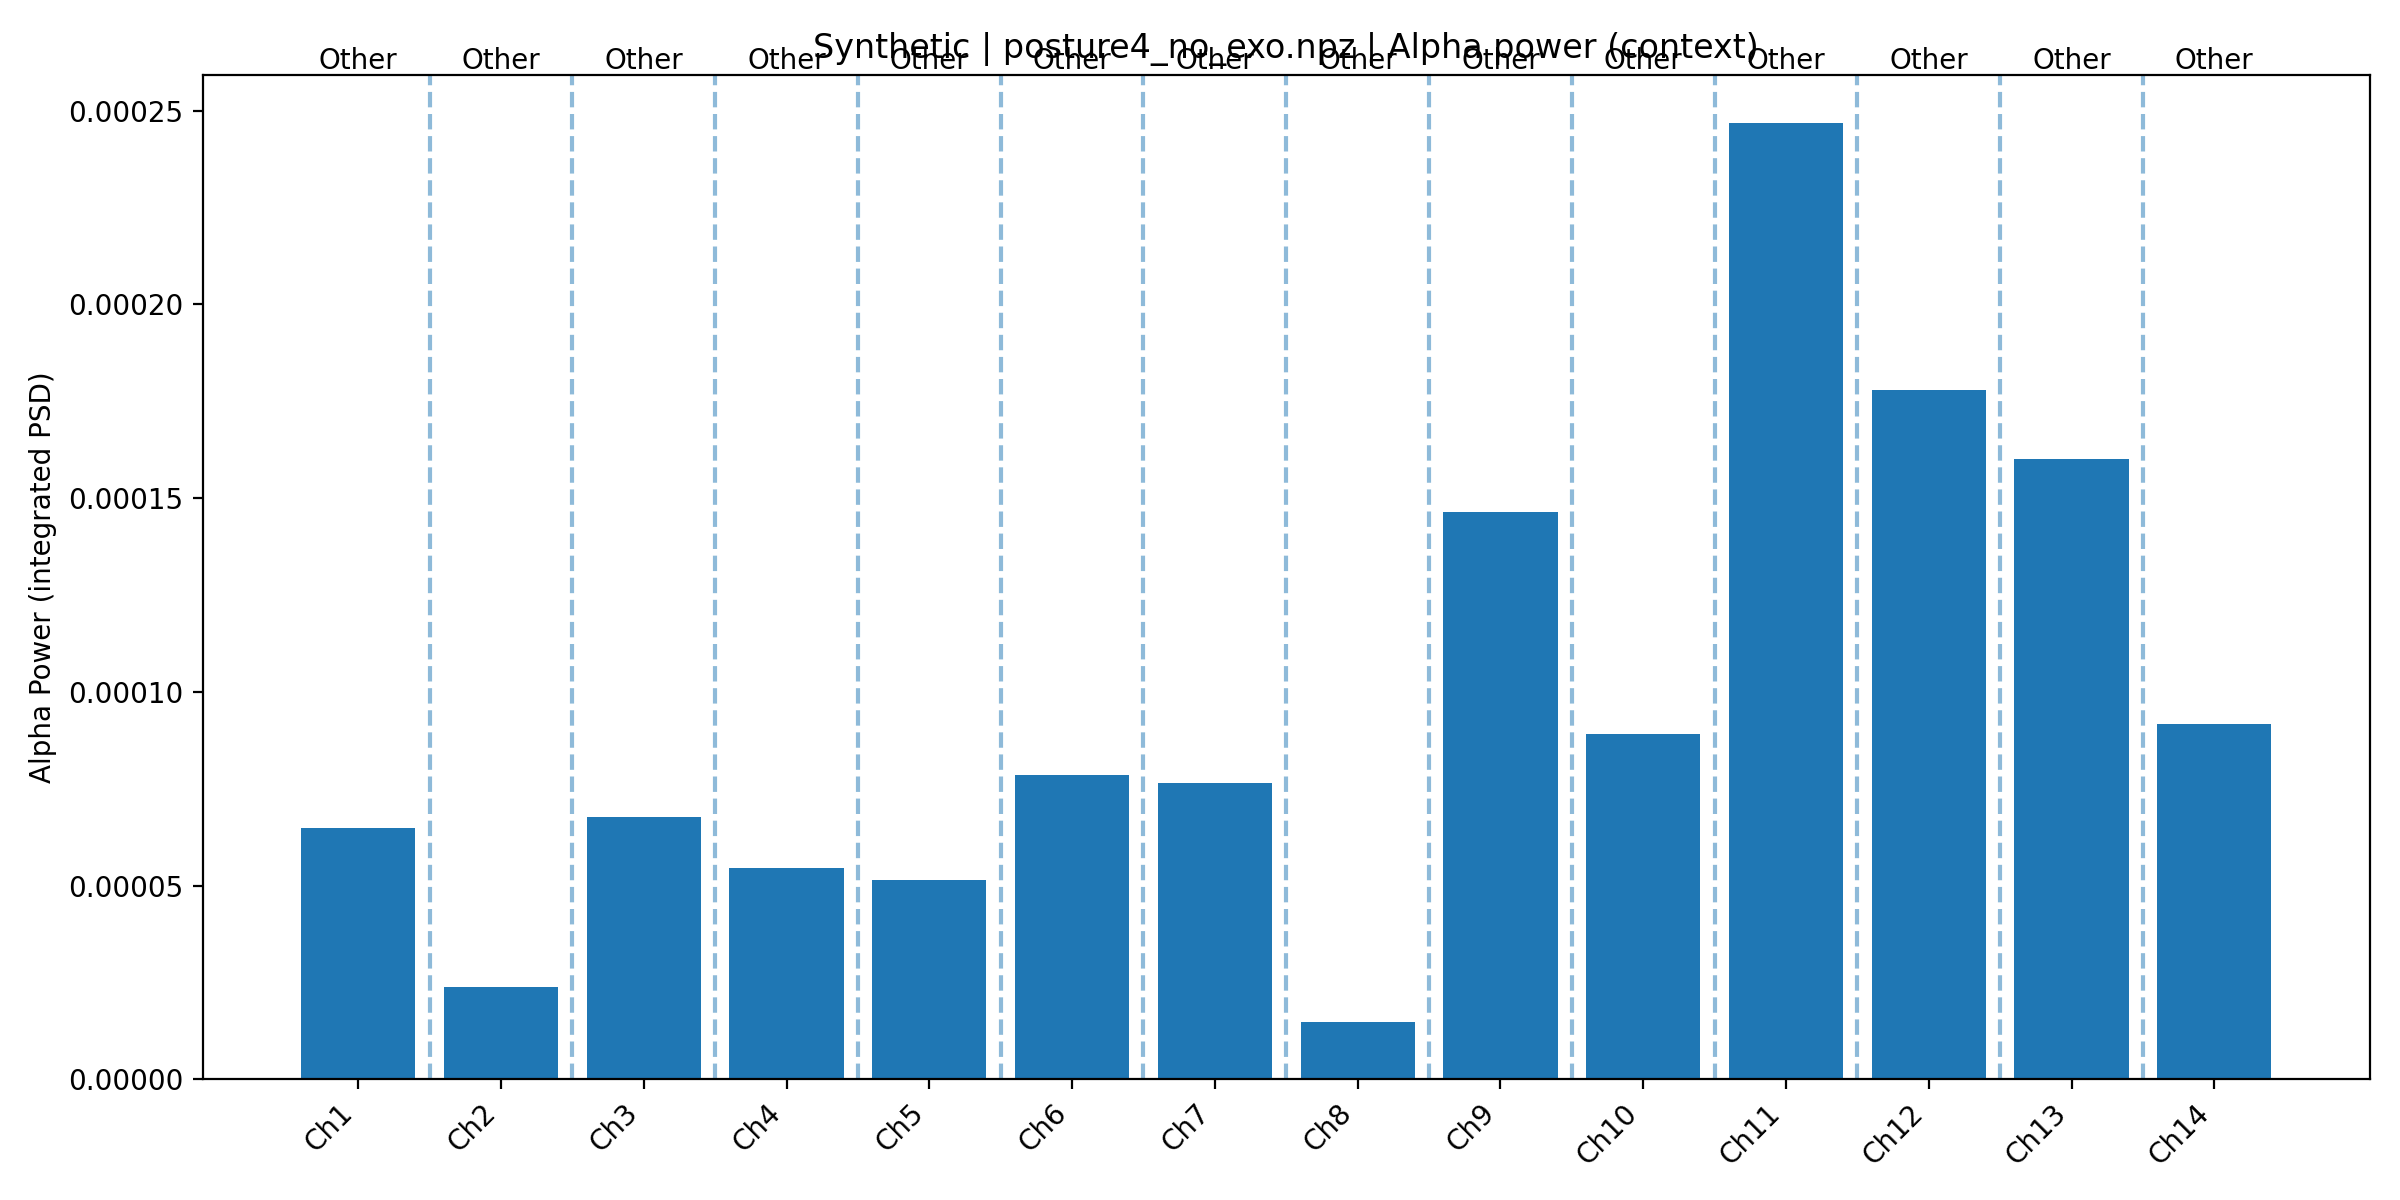 Synthetic | posture4_no_exo.npz | Alpha power (context)
Other Other Other Other Other Other Other Other Other Other Other Other Other Other
0.00025
0.00020
0.00015
0.00010
0.00005
0.00000
Alpha Power (integrated PSD)
Ch1 Ch2 Ch3 Ch4 Ch5 Ch6 Ch7 Ch8 Ch9 Ch10 Ch11 Ch12 Ch13 Ch14